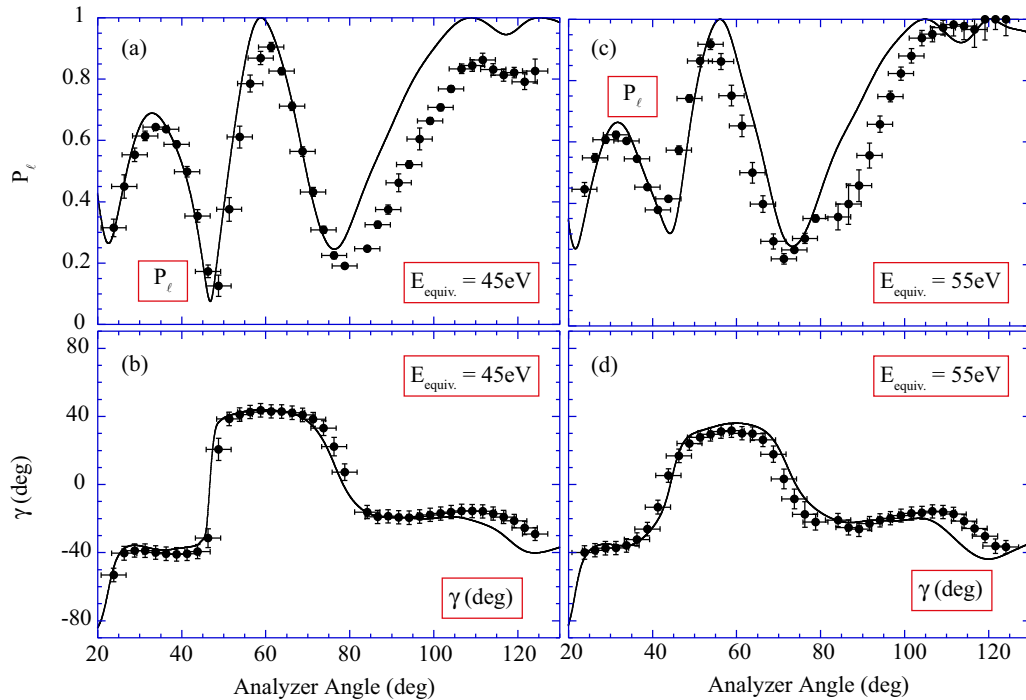 (a)
(c)
1
0.8
0.6
0.4
0.2
0
P_ℓ
P_ℓ
P_ℓ
E_equiv. = 45eV
E_equiv. = 55eV
(b)
(d)
80
40
0
-40
-80
γ (deg)
E_equiv. = 45eV
E_equiv. = 55eV
γ (deg)
γ (deg)
20 40 60 80 100 120
20 40 60 80 100 120
Analyzer Angle (deg)
Analyzer Angle (deg)